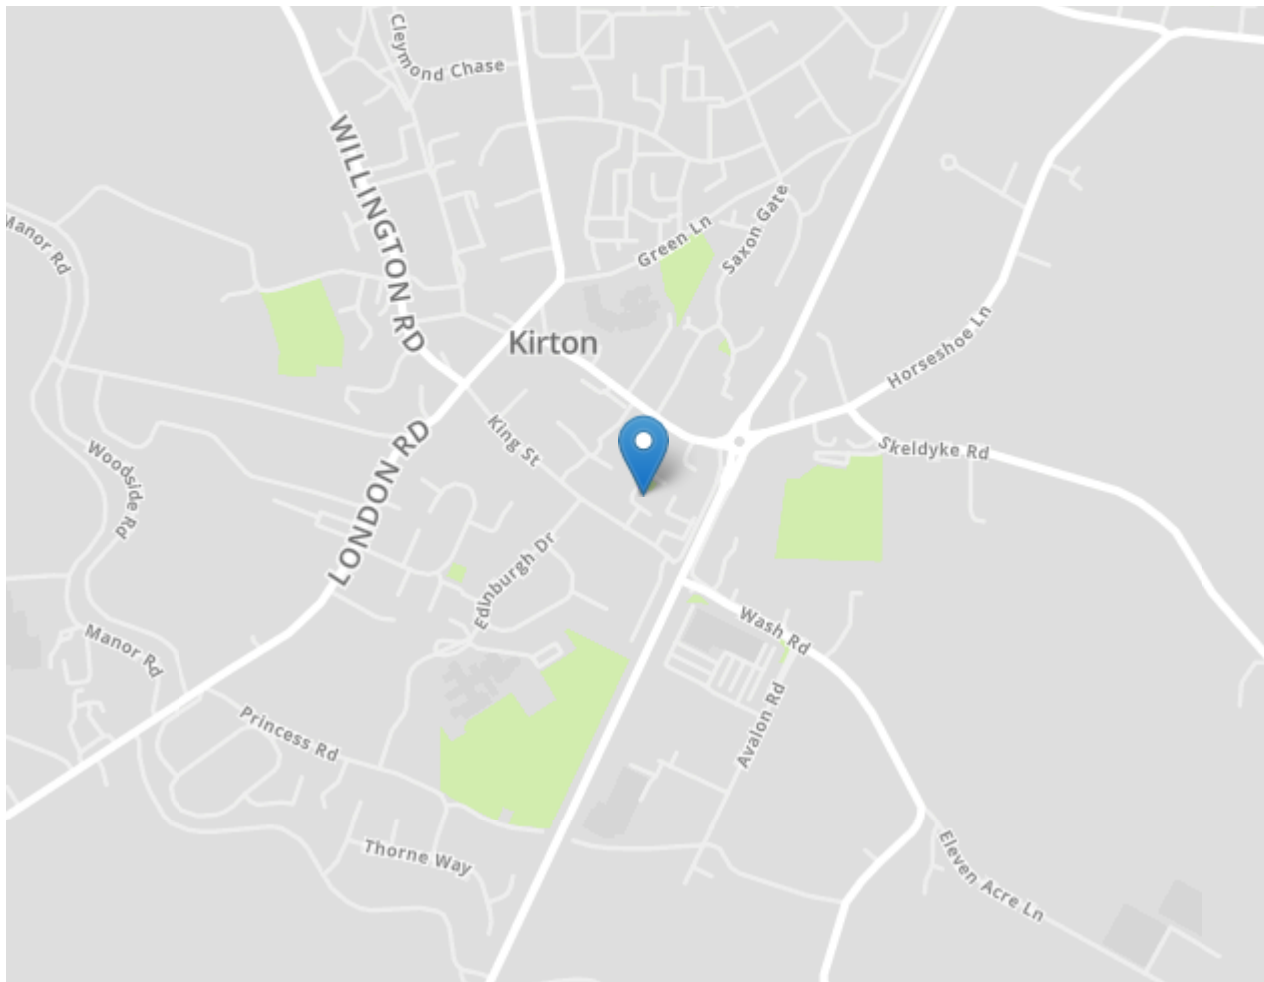 Cleymond Chase
WILLINGTON RD
Manor Rd
Green Ln
Saxon Gate
Kirton
Horseshoe Ln
King St
Skeldyke Rd
LONDON RD
Woodside Rd
Edinburgh Dr
Manor Rd
Wash Rd
Princess Rd
Avalon Rd
Thorne Way
Eleven Acre Ln